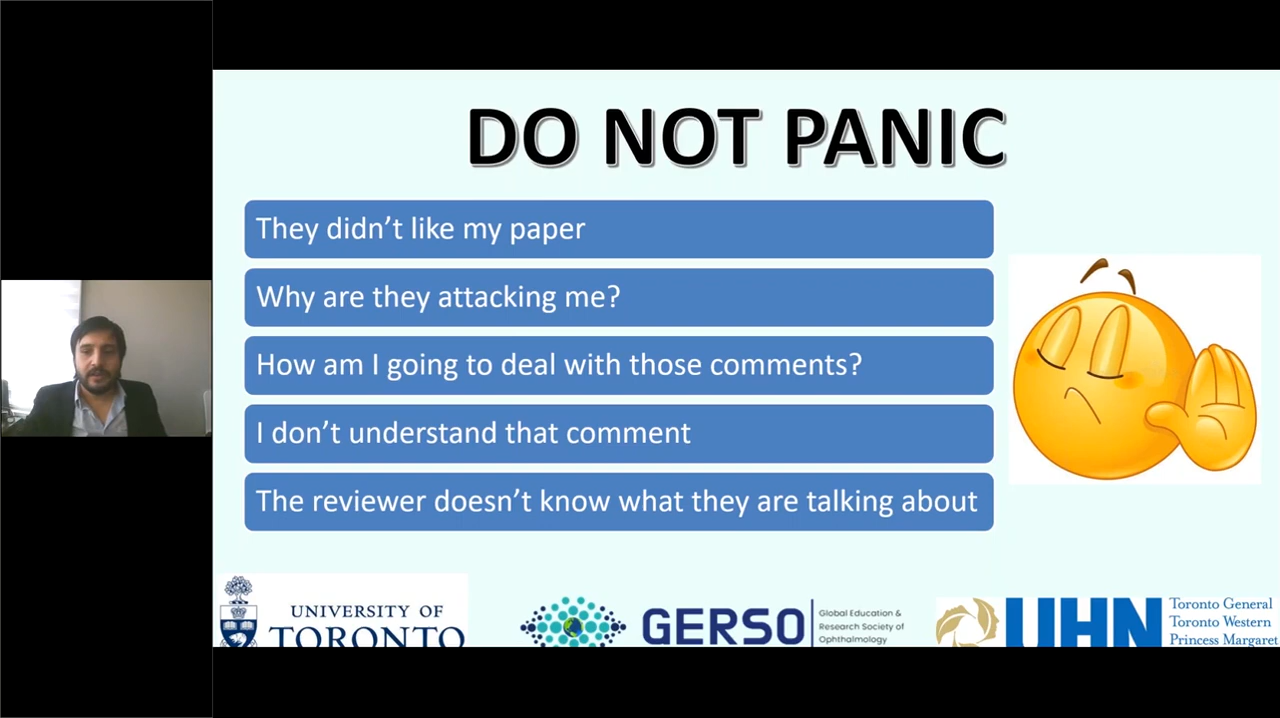 DO NOT PANIC
They didn’t like my paper
Why are they attacking me?
How am I going to deal with those comments?
I don’t understand that comment
The reviewer doesn’t know what they are talking about
UNIVERSITY OF
TORONTO
GERSO
Global Education &
Research Society of
Ophthalmology
UHN
Toronto General
Toronto Western
Princess Margaret